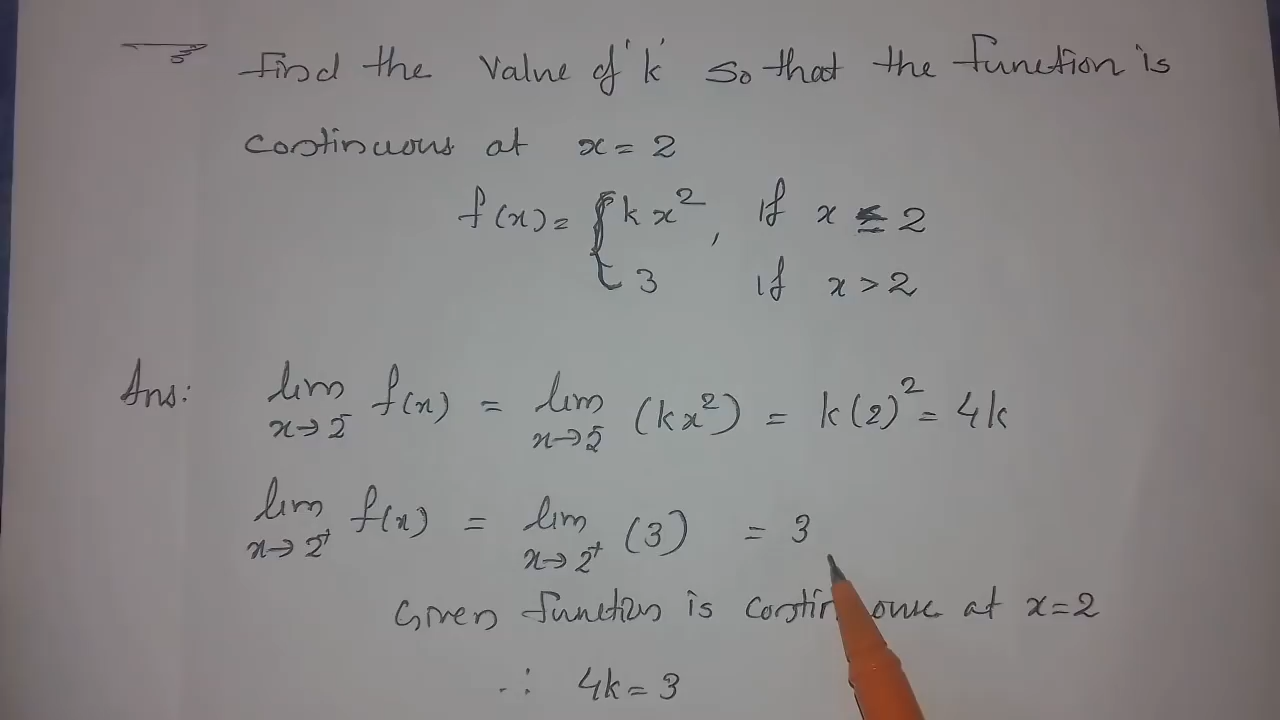 Find the value of 'k' so that the function is
continuous at x = 2
f(x) = { kx², if x ≤ 2
3 if x > 2
Ans: lim x→2⁻ f(x) = lim x→2⁻ (kx²) = k(2)² = 4k
lim x→2⁺ f(x) = lim x→2⁺ (3) = 3
Given function is continuous at x=2
∴ 4k = 3